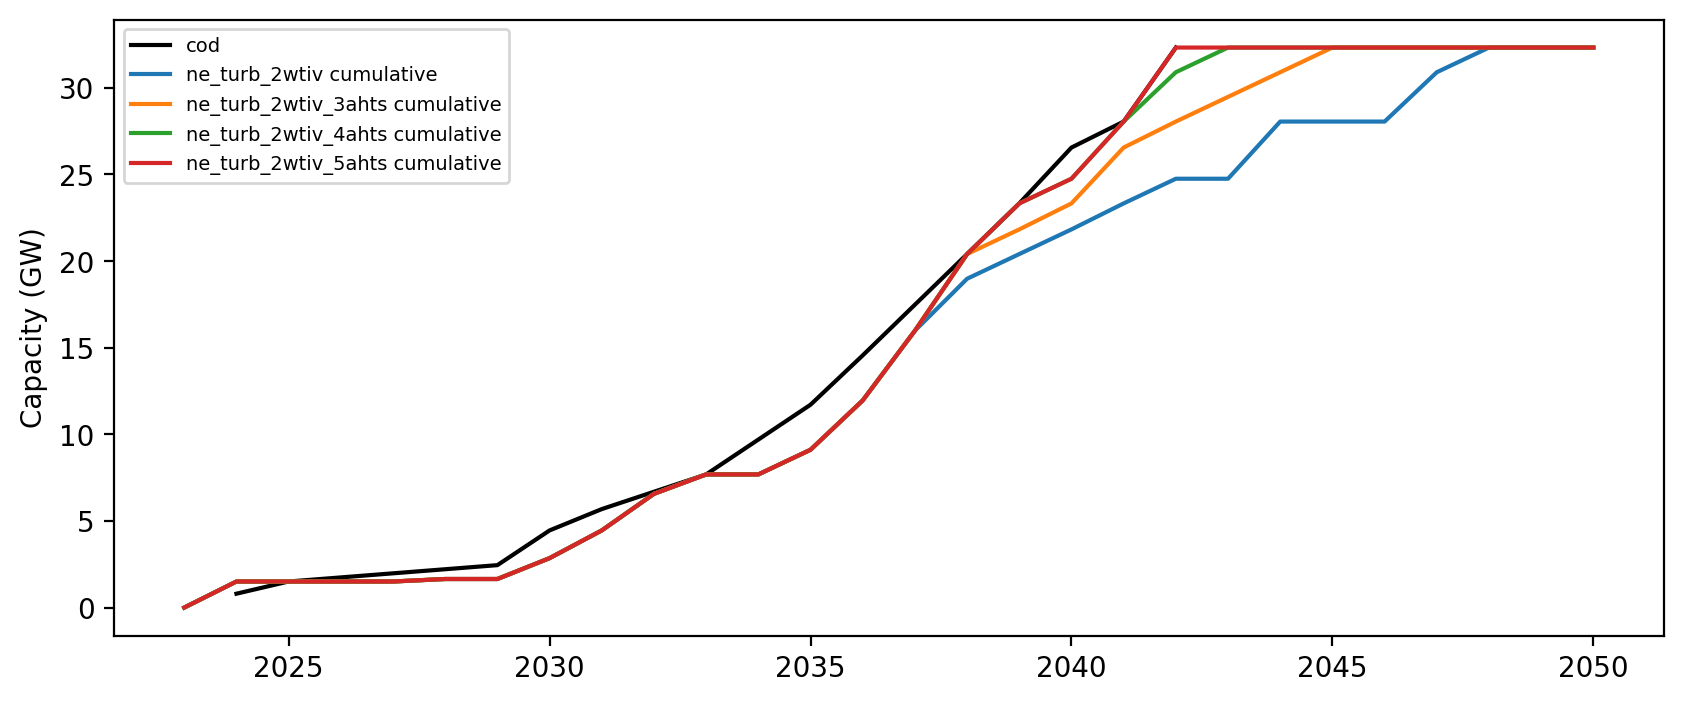 cod
ne_turb_2wtiv cumulative
ne_turb_2wtiv_3ahts cumulative
ne_turb_2wtiv_4ahts cumulative
ne_turb_2wtiv_5ahts cumulative
Capacity (GW)
30
25
20
15
10
5
0
2025 2030 2035 2040 2045 2050